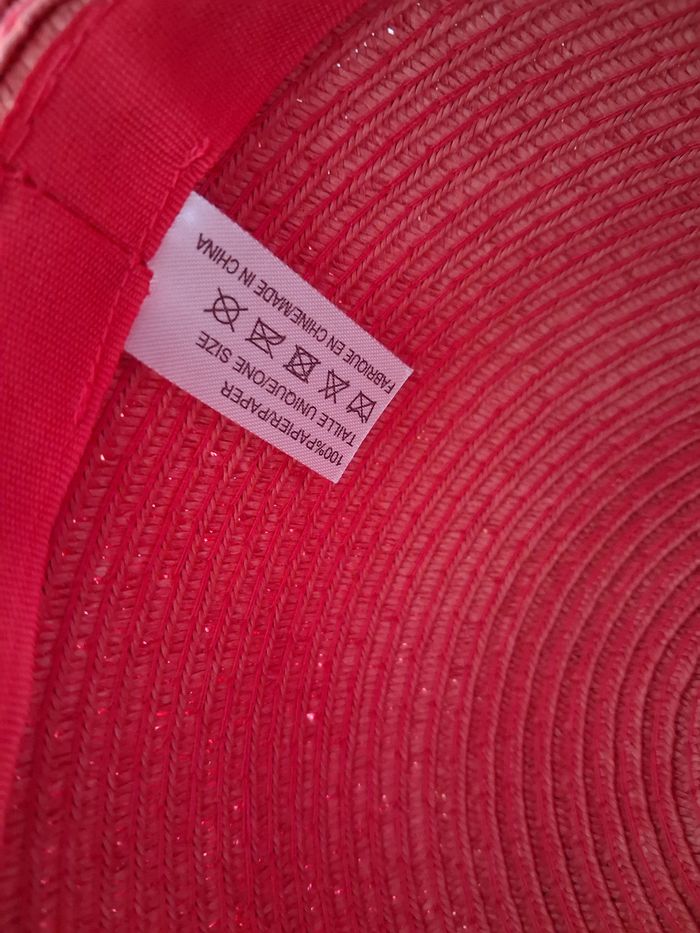 100%PAPIER/PAPER
TAILLE UNIQUE/ONE SIZE
FABRIQUE EN CHINE/MADE IN CHINA